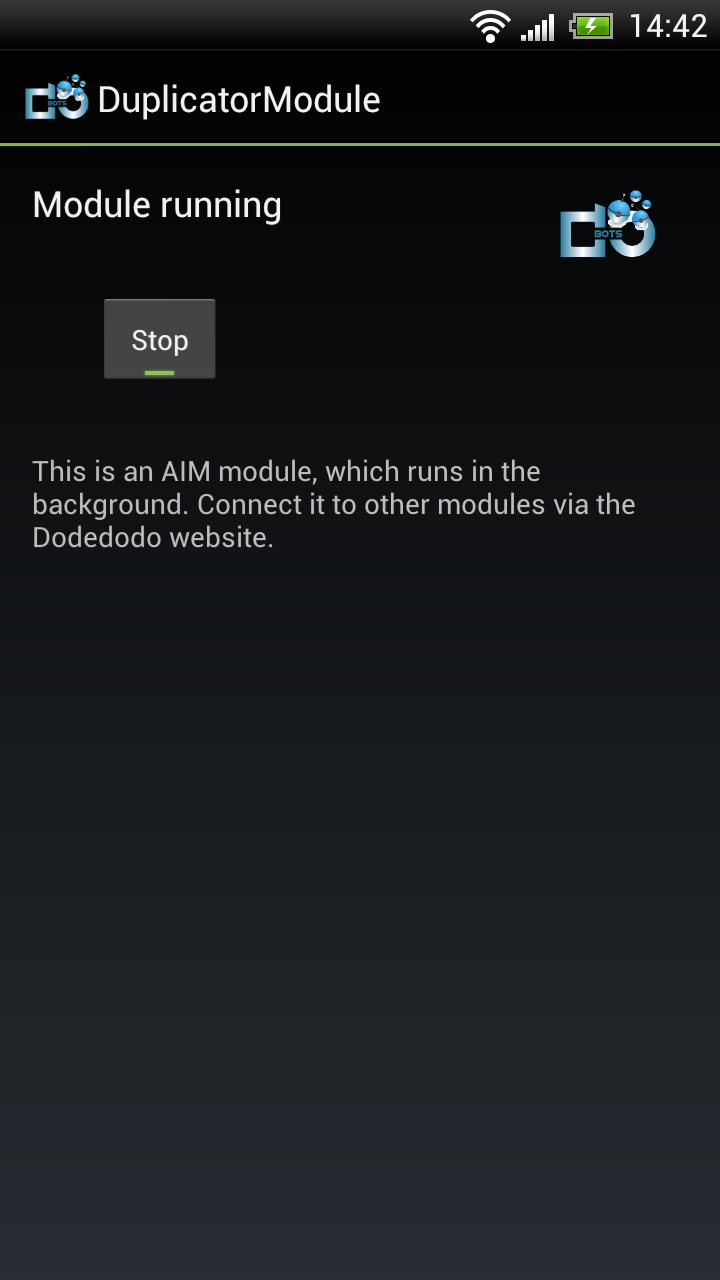 14:42
BOTS
DuplicatorModule
Module running
BOTS
Stop
This is an AIM module, which runs in the
background. Connect it to other modules via the
Dodedodo website.